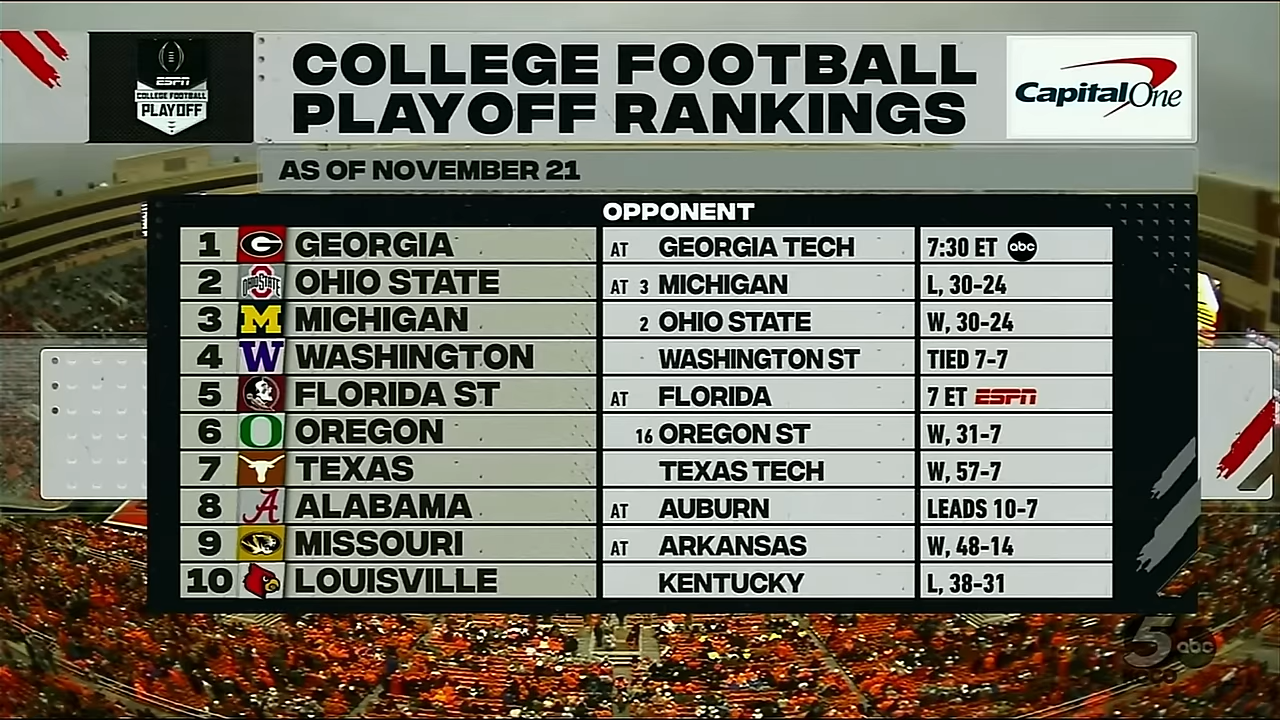 COLLEGE FOOTBALL
PLAYOFF RANKINGS
ESPN
COLLEGE FOOTBALL
PLAYOFF
Capital One
AS OF NOVEMBER 21
OPPONENT
1 G GEORGIA AT GEORGIA TECH 7:30 ET abc
2 OHIO STATE OHIO STATE AT 3 MICHIGAN L, 30-24
3 M MICHIGAN 2 OHIO STATE W, 30-24
4 W WASHINGTON WASHINGTON ST TIED 7-7
5 FLORIDA ST AT FLORIDA 7 ET ESPN
6 O OREGON 16 OREGON ST W, 31-7
7 TEXAS TEXAS TECH W, 57-7
8 A ALABAMA AT AUBURN LEADS 10-7
9 MISSOURI AT ARKANSAS W, 48-14
10 LOUISVILLE KENTUCKY L, 38-31
5 abc